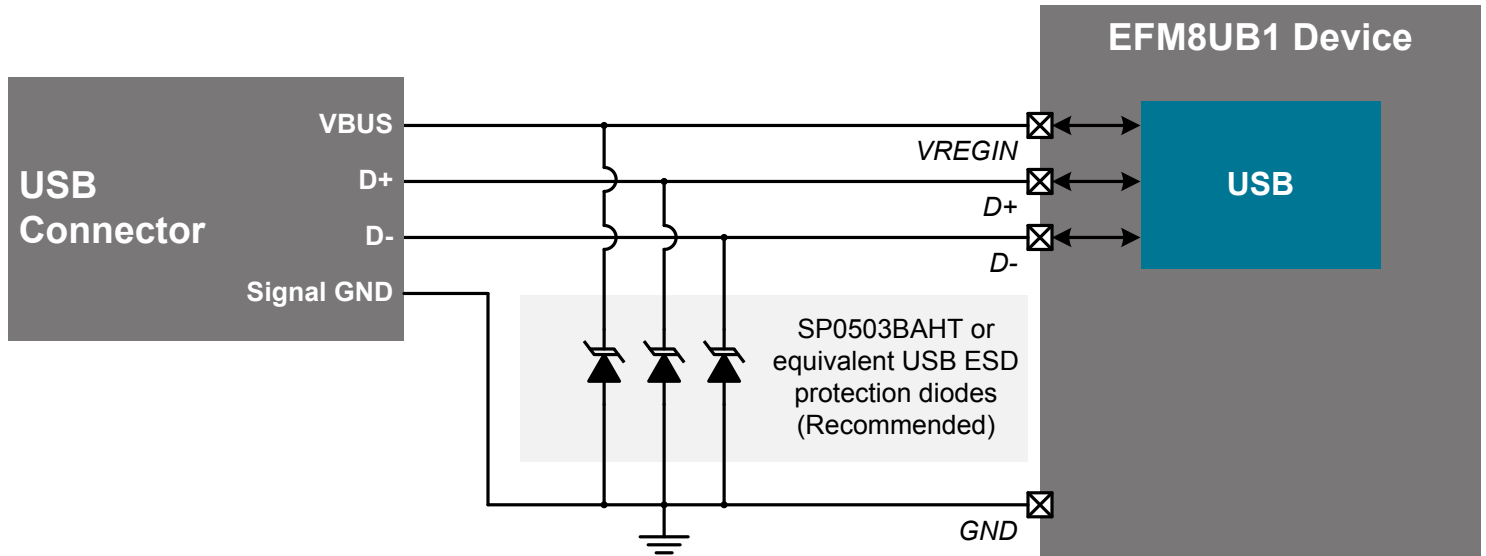 EFM8UB1 Device
USB
Connector
VBUS
D+
D-
Signal GND
VREGIN
D+
D-
USB
SP0503BAHT or
equivalent USB ESD
protection diodes
(Recommended)
GND